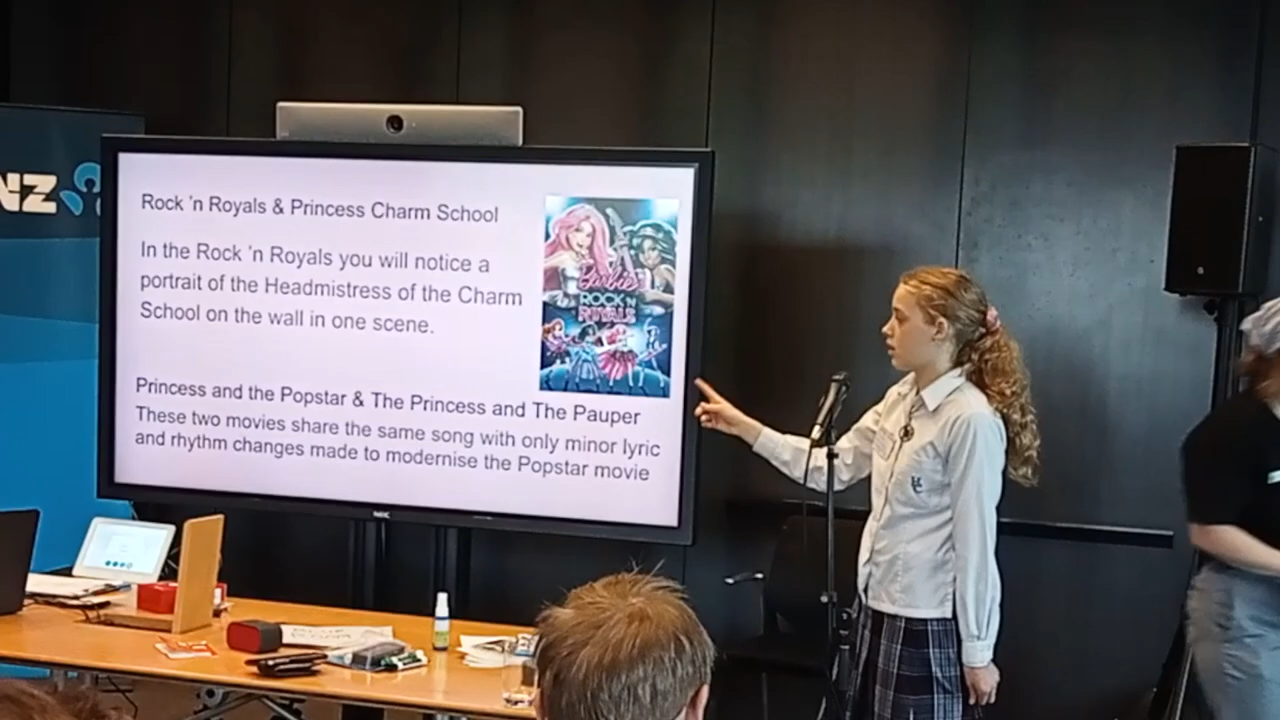 NZ
Rock 'n Royals & Princess Charm School
In the Rock 'n Royals you will notice a
portrait of the Headmistress of the Charm
School on the wall in one scene.
Barbie
ROCK 'N
ROYALS
Princess and the Popstar & The Princess and The Pauper
These two movies share the same song with only minor lyric
and rhythm changes made to modernise the Popstar movie
NEC